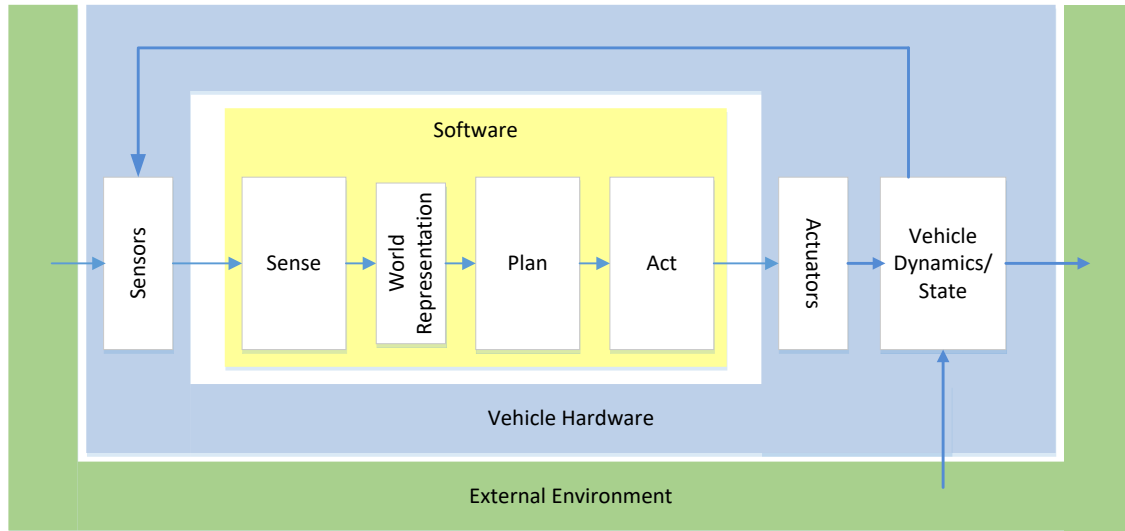 Software
Sensors
Sense
World
Representation
Plan
Act
Actuators
Vehicle
Dynamics/
State
Vehicle Hardware
External Environment